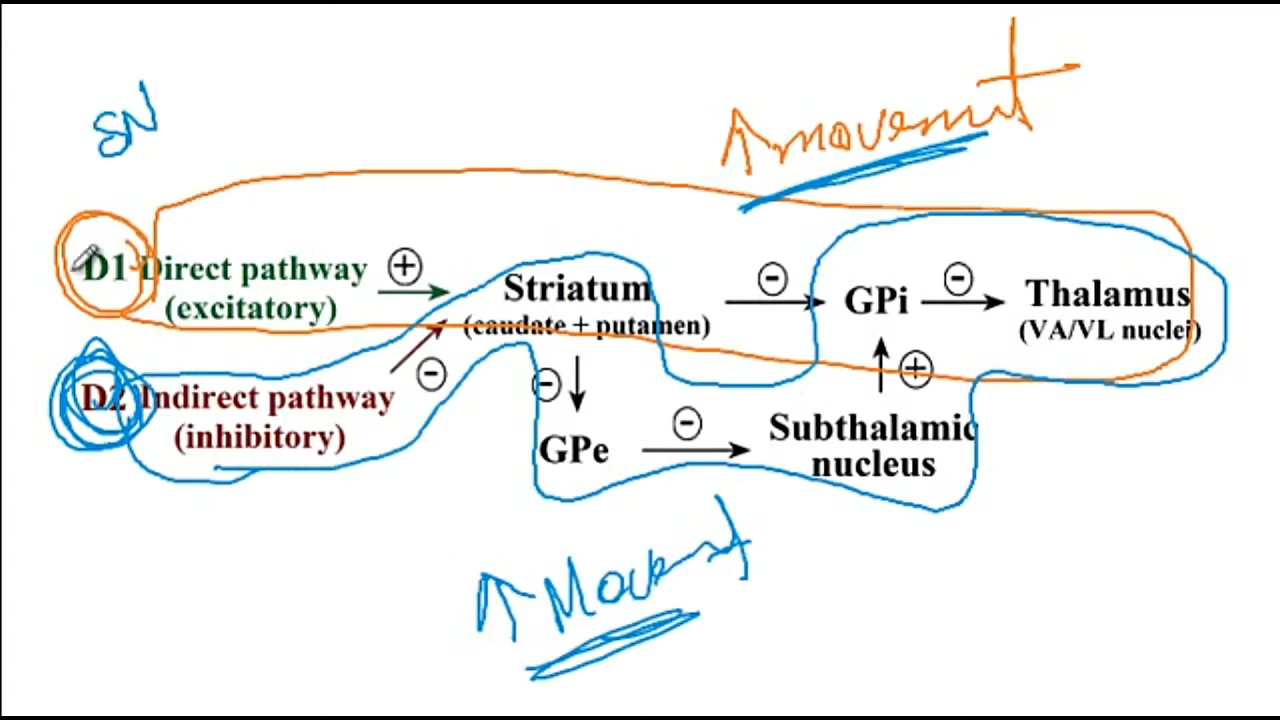 SN
↑movement
D1 Direct pathway
(excitatory)
+
Striatum
(caudate + putamen)
-
GPi
-
Thalamus
(VA/VL nuclei)
D2 Indirect pathway
(inhibitory)
-
-
GPe
-
Subthalamic
nucleus
+
↑